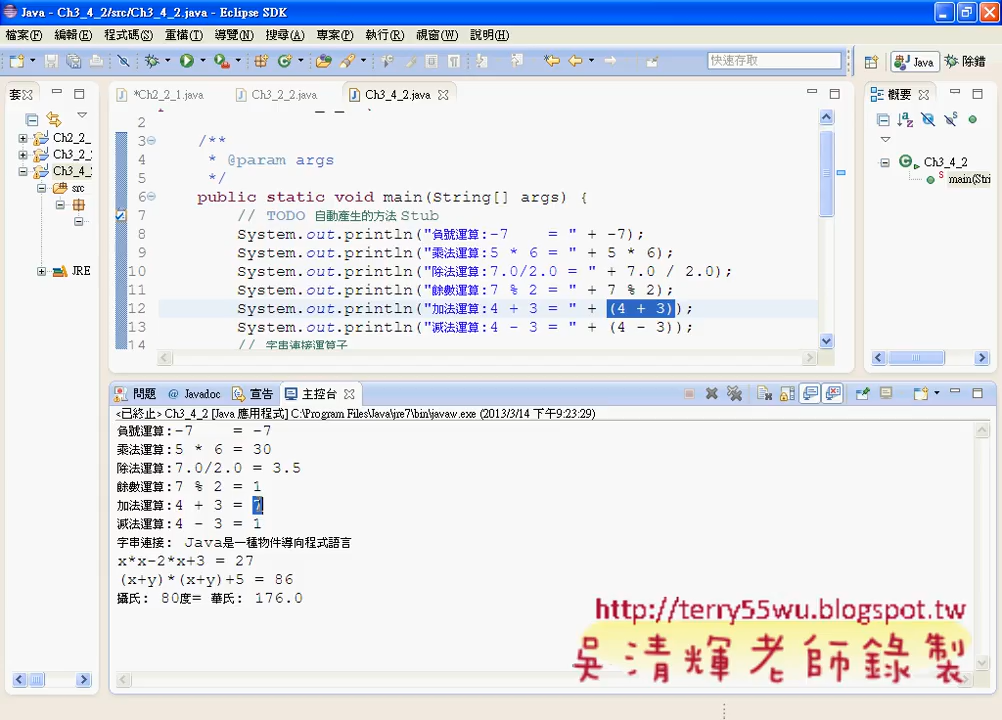 Java - Ch3_4_2/src/Ch3_4_2.java - Eclipse SDK
檔案(F) 編輯(E) 程式碼(S) 重構(T) 導覽(N) 搜尋(A) 專案(P) 執行(R) 視窗(W) 說明(H)
快速存取 Java 除錯
套 *Ch2_2_1.java Ch3_2_2.java Ch3_4_2.java 概要
Ch2_2_
Ch3_2_
Ch3_4_
src
JRE
2
3 /**
4 * @param args
5 */
6 public static void main(String[] args) {
7 // TODO 自動產生的方法 Stub
8 System.out.println("負號運算:-7    = " + -7);
9 System.out.println("乘法運算:5 * 6 = " + 5 * 6);
10 System.out.println("除法運算:7.0/2.0 = " + 7.0 / 2.0);
11 System.out.println("餘數運算:7 % 2 = " + 7 % 2);
12 System.out.println("加法運算:4 + 3 = " + (4 + 3));
13 System.out.println("減法運算:4 - 3 = " + (4 - 3));
14 // 字串連接運算子
Ch3_4_2
main(Stri
問題 @ Javadoc 宣告 主控台
<已終止> Ch3_4_2 [Java 應用程式] C:\Program Files\Java\jre7\bin\javaw.exe (2013/3/14 下午9:23:29)
負號運算:-7    = -7
乘法運算:5 * 6 = 30
除法運算:7.0/2.0 = 3.5
餘數運算:7 % 2 = 1
加法運算:4 + 3 = 7
減法運算:4 - 3 = 1
字串連接: Java是一種物件導向程式語言
x*x-2*x+3 = 27
(x+y)*(x+y)+5 = 86
攝氏: 80度= 華氏: 176.0
http://terry55wu.blogspot.tw
吳清輝老師錄製